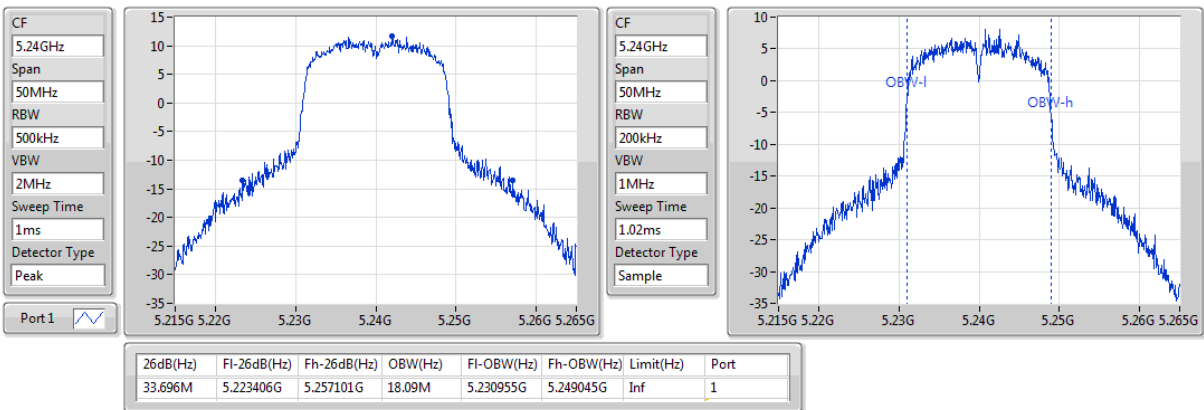 CF
5.24GHz
Span
50MHz
RBW
500kHz
VBW
2MHz
Sweep Time
1ms
Detector Type
Peak
Port 1
15
10
5
0
-5
-10
-15
-20
-25
-30
-35
5.215G 5.22G 5.23G 5.24G 5.25G 5.26G 5.265G
CF
5.24GHz
Span
50MHz
RBW
200kHz
VBW
1MHz
Sweep Time
1.02ms
Detector Type
Sample
10
5
0
-5
-10
-15
-20
-25
-30
-35
OBW-l
OBW-h
5.215G 5.22G 5.23G 5.24G 5.25G 5.26G 5.265G
26dB(Hz) Fl-26dB(Hz) Fh-26dB(Hz) OBW(Hz) Fl-OBW(Hz) Fh-OBW(Hz) Limit(Hz) Port
33.696M 5.223406G 5.257101G 18.09M 5.230955G 5.249045G Inf 1